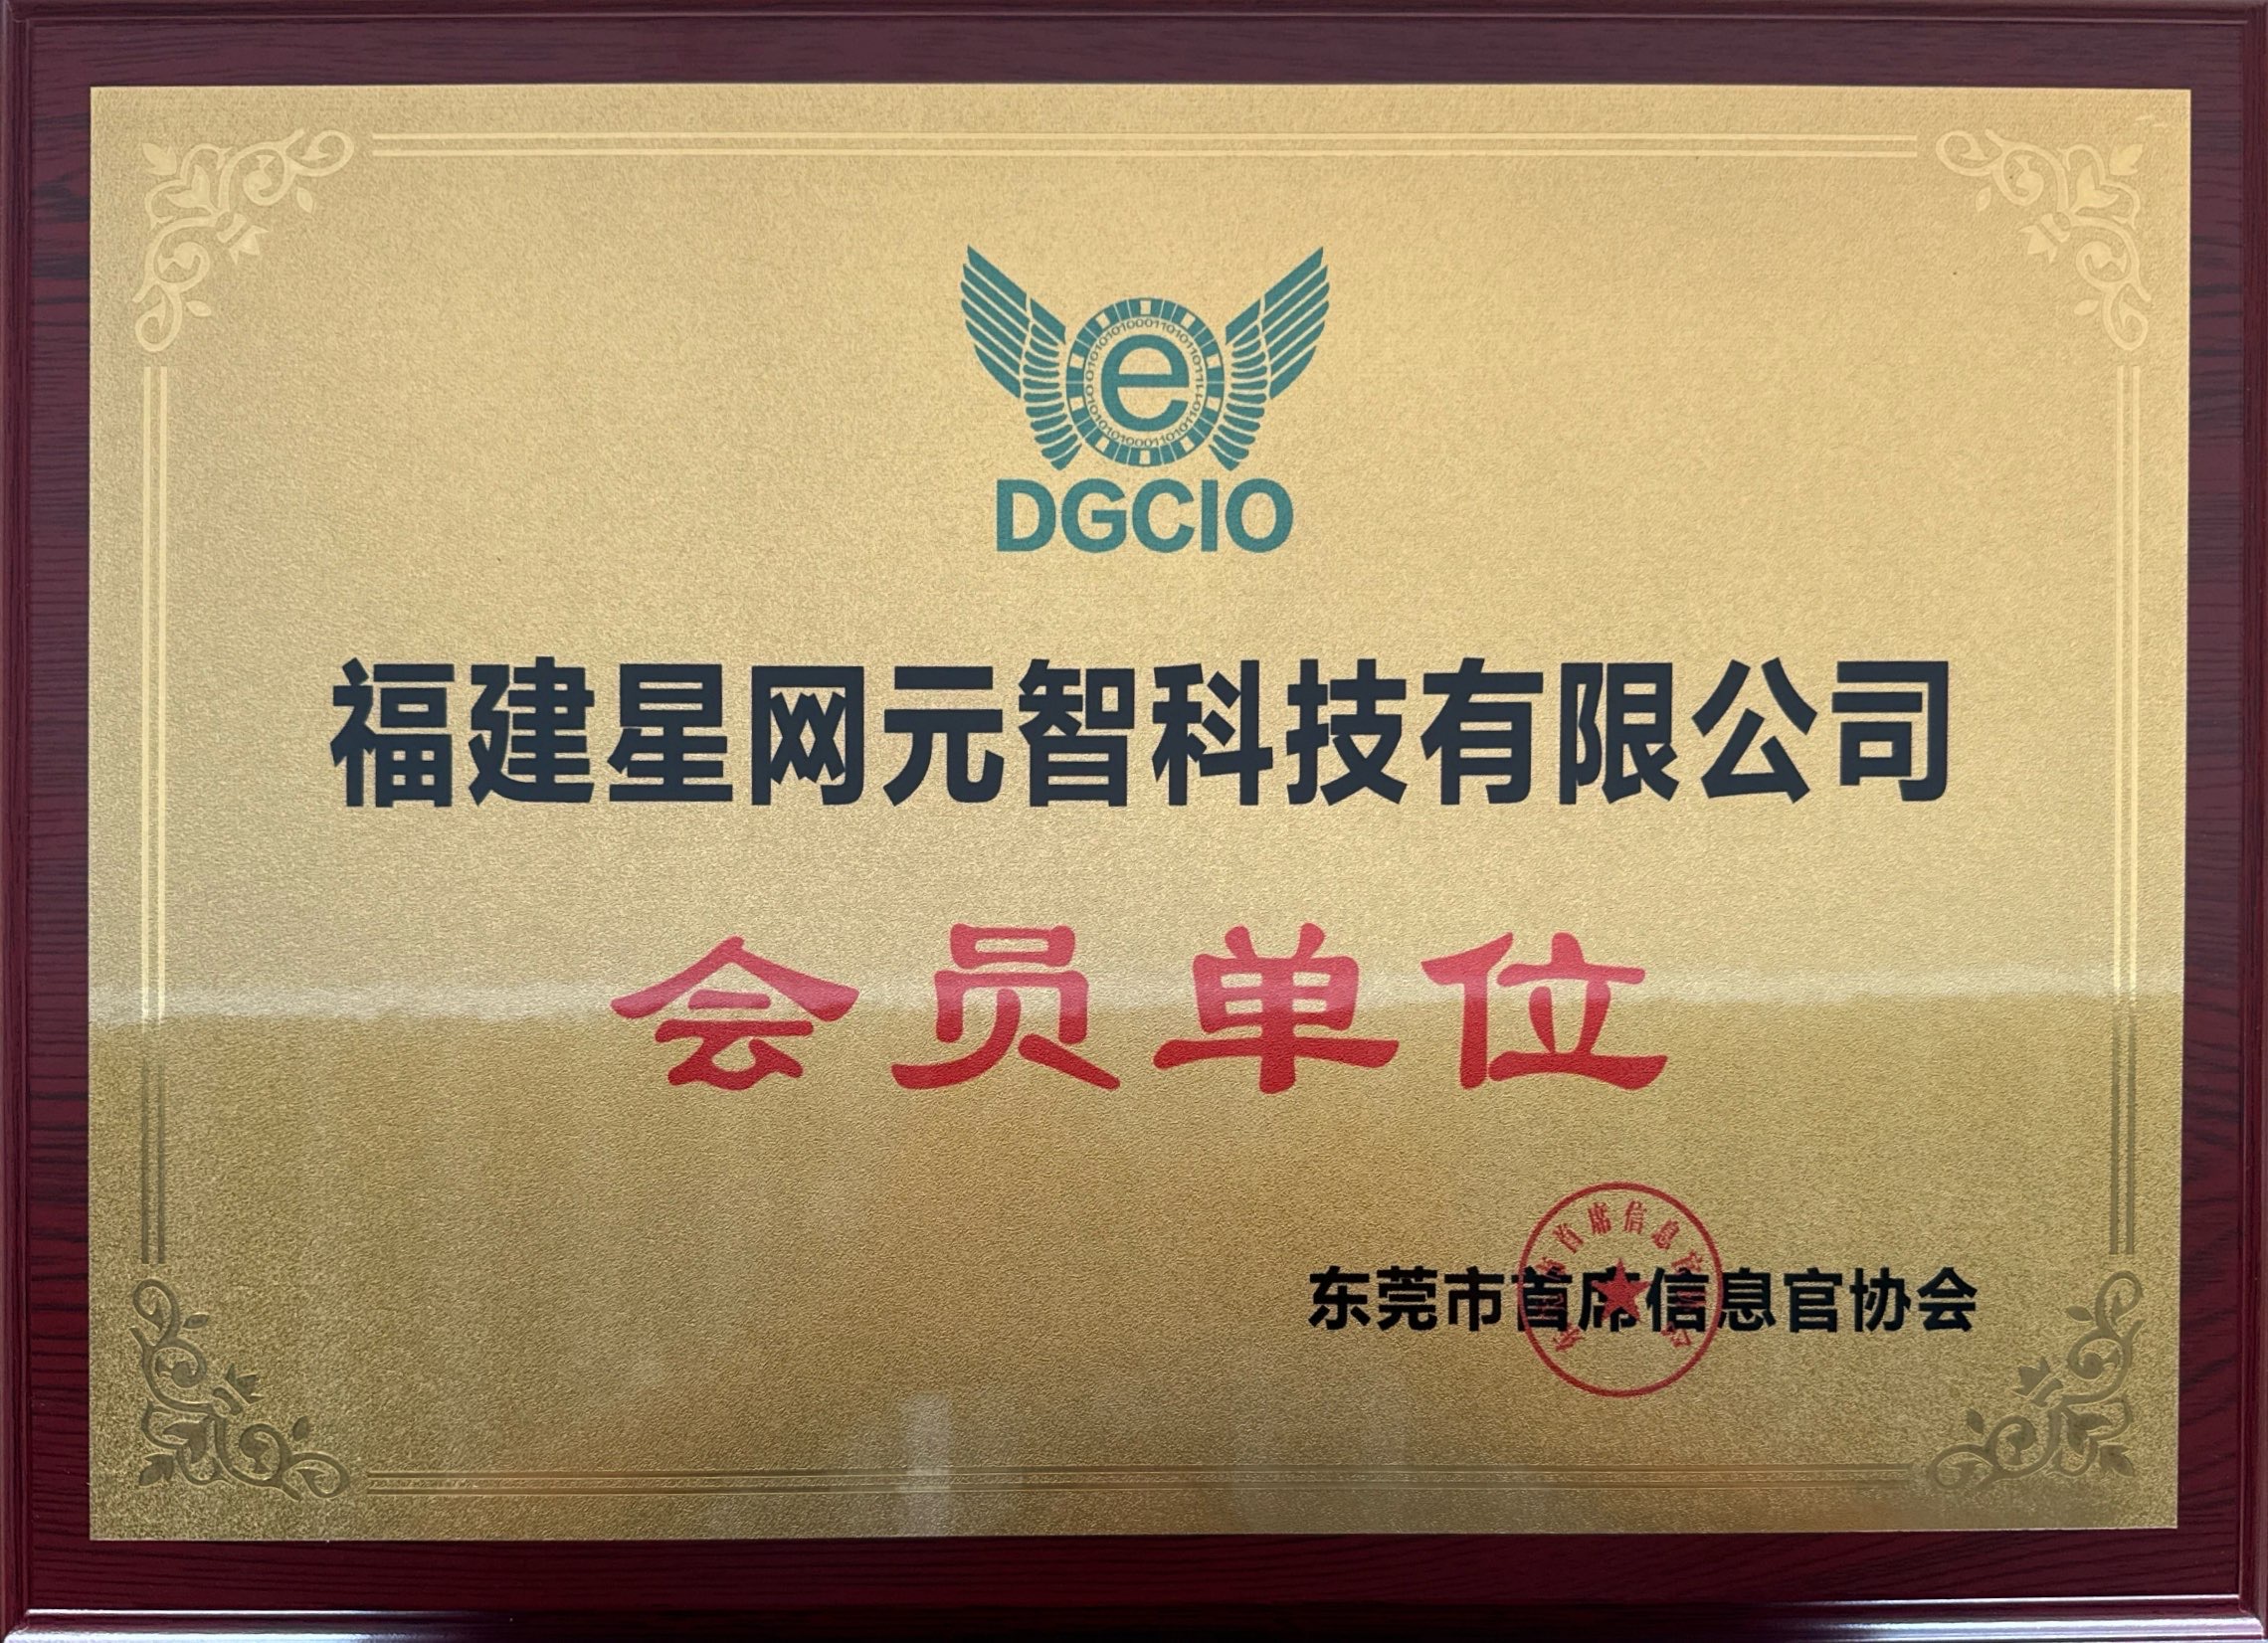 e
DGCIO
福建星网元智科技有限公司
会员单位
东莞市首席信息官协会